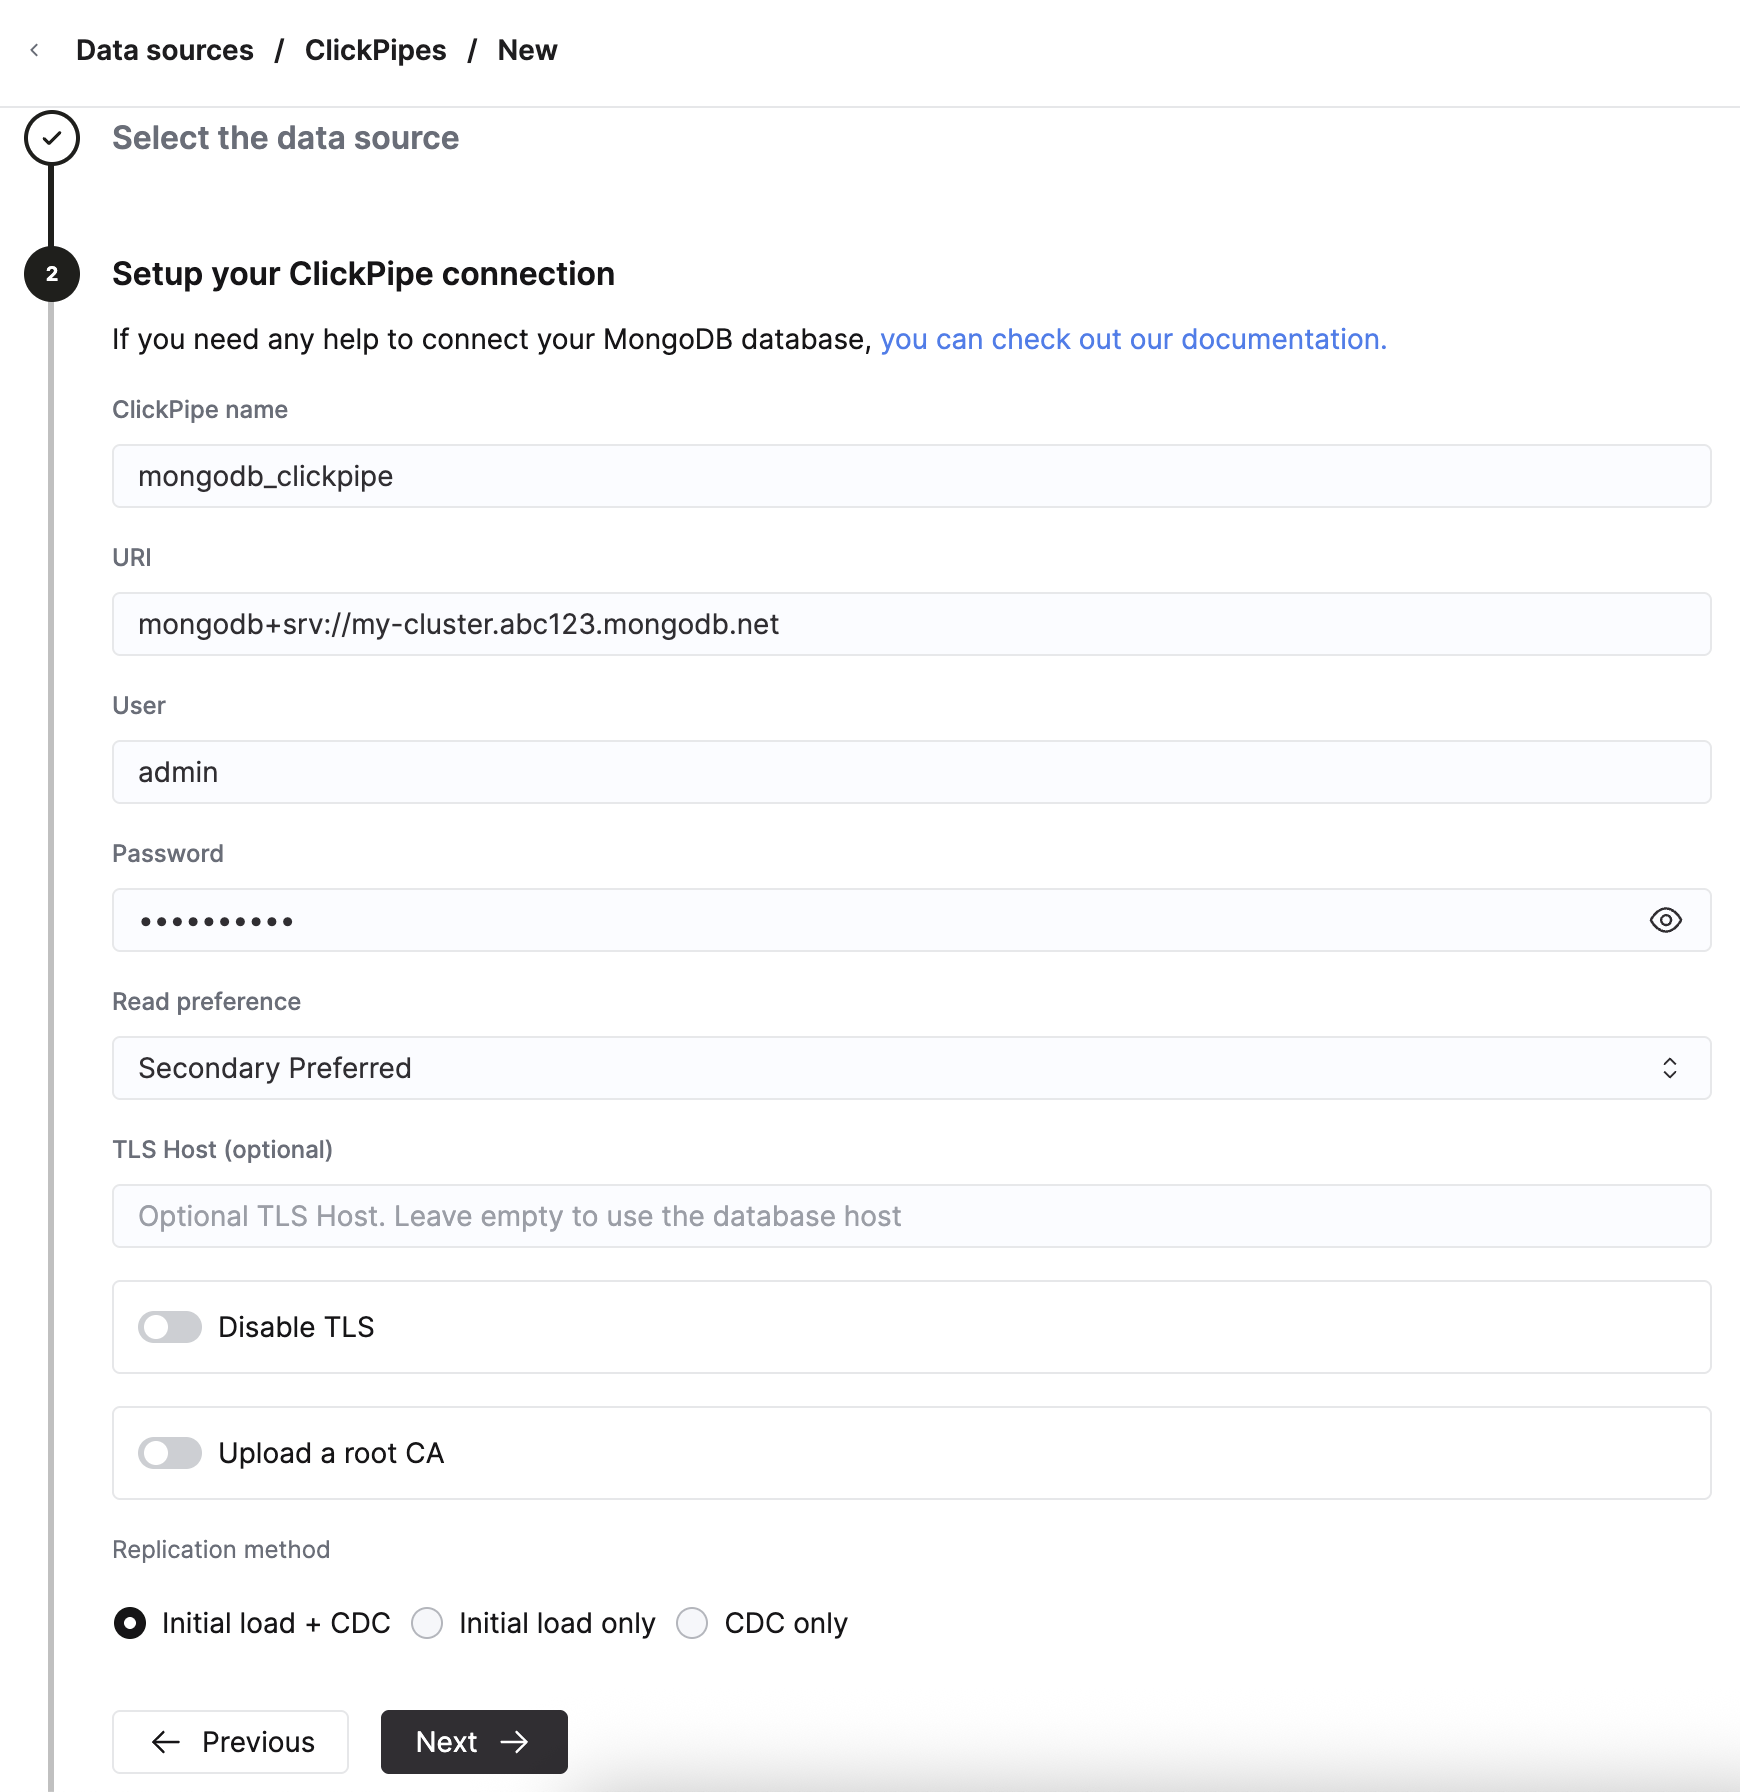 Data sources / ClickPipes / New
Select the data source
2
Setup your ClickPipe connection
If you need any help to connect your MongoDB database, you can check out our documentation.
ClickPipe name
mongodb_clickpipe
URI
mongodb+srv://my-cluster.abc123.mongodb.net
User
admin
Password
••••••••••
Read preference
Secondary Preferred
TLS Host (optional)
Optional TLS Host. Leave empty to use the database host
Disable TLS
Upload a root CA
Replication method
Initial load + CDC Initial load only CDC only
Previous Next